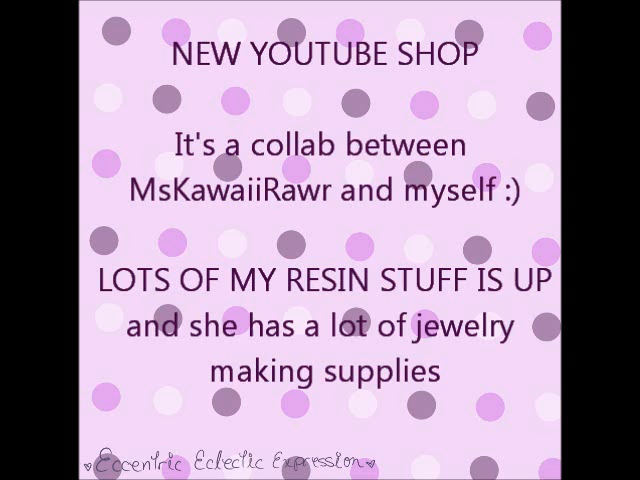 NEW YOUTUBE SHOP
It's a collab between
MsKawaiiRawr and myself :)
LOTS OF MY RESIN STUFF IS UP
and she has a lot of jewelry
making supplies
♥Eccentric Eclectic Expression♥